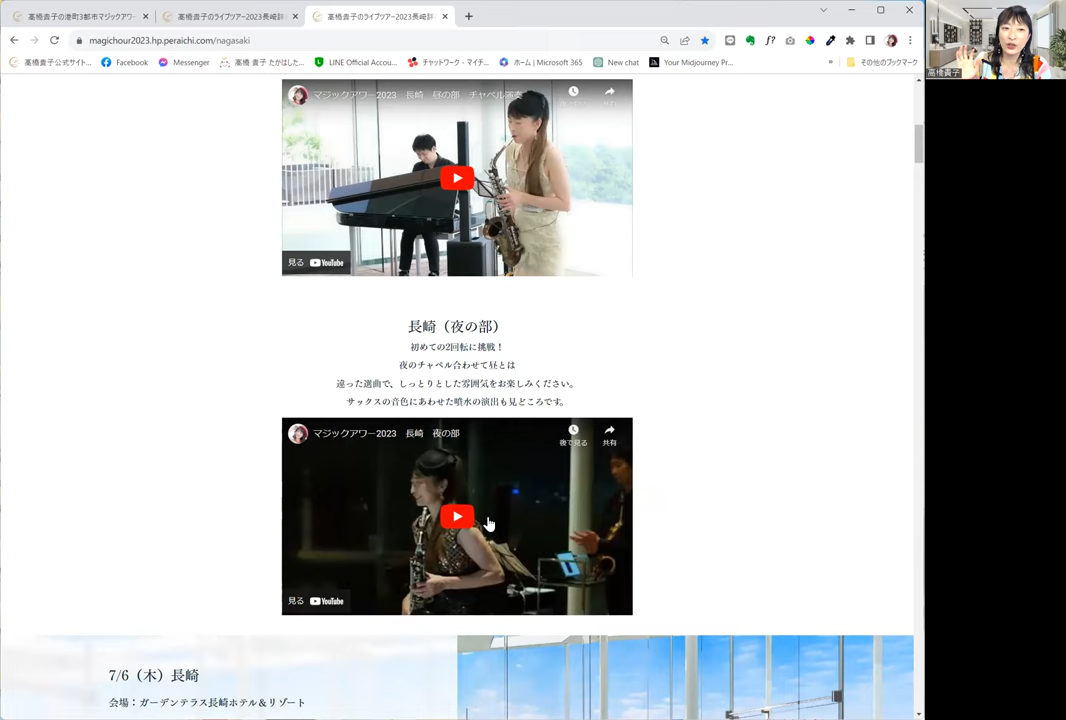 高橋貴子の港町3都市マジックアワ
高橋貴子のライブツアー2023長崎詳
高橋貴子のライブツアー2023長崎詳
magichour2023.hp.peraichi.com/nagasaki
高橋貴子公式サイト...
Facebook
Messenger
高橋 貴子 たかはした...
LINE Official Accou...
チャットワーク - マイチ...
ホーム | Microsoft 365
New chat
Your Midjourney Pr...
»
その他のブックマーク
高橋貴子
マジックアワー2023　長崎　昼の部　チャペル演奏
後で見る
共有
見る YouTube
長崎（夜の部）
初めての2回転に挑戦！
夜のチャペル合わせて昼とは
違った選曲で、しっとりとした雰囲気をお楽しみください。
サックスの音色にあわせた噴水の演出も見どころです。
マジックアワー2023　長崎　夜の部
後で見る
共有
見る YouTube
7/6（木）長崎
会場：ガーデンテラス長崎ホテル＆リゾート